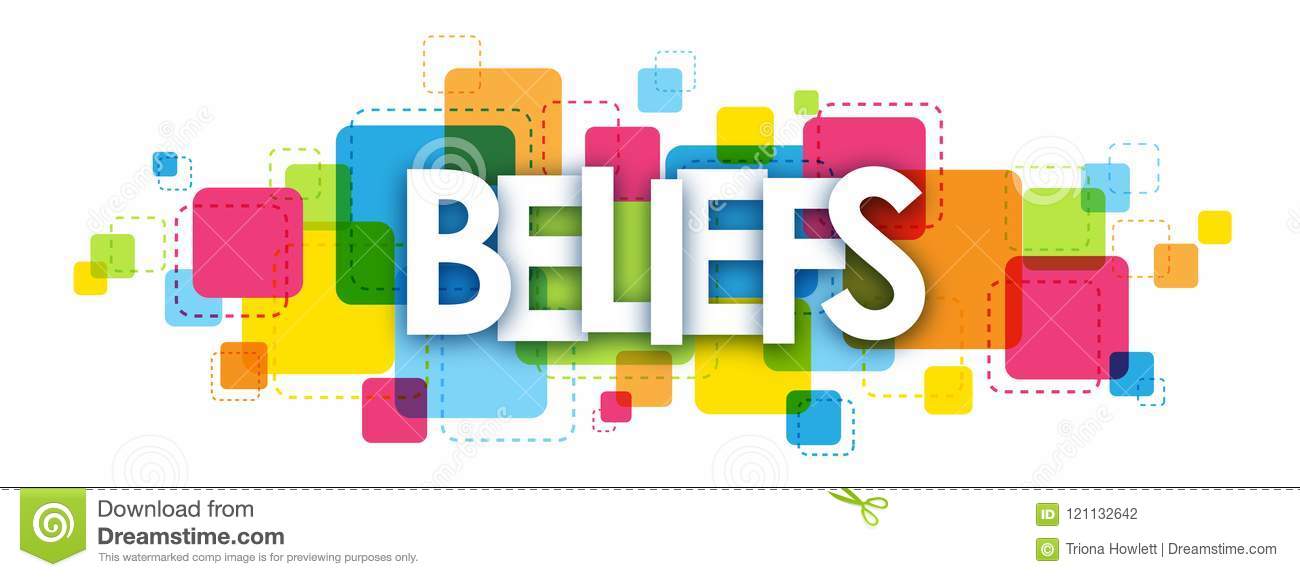 BELIEFS
Download from
Dreamstime.com
This watermarked comp image is for previewing purposes only.
ID 121132642
© Triona Howlett | Dreamstime.com